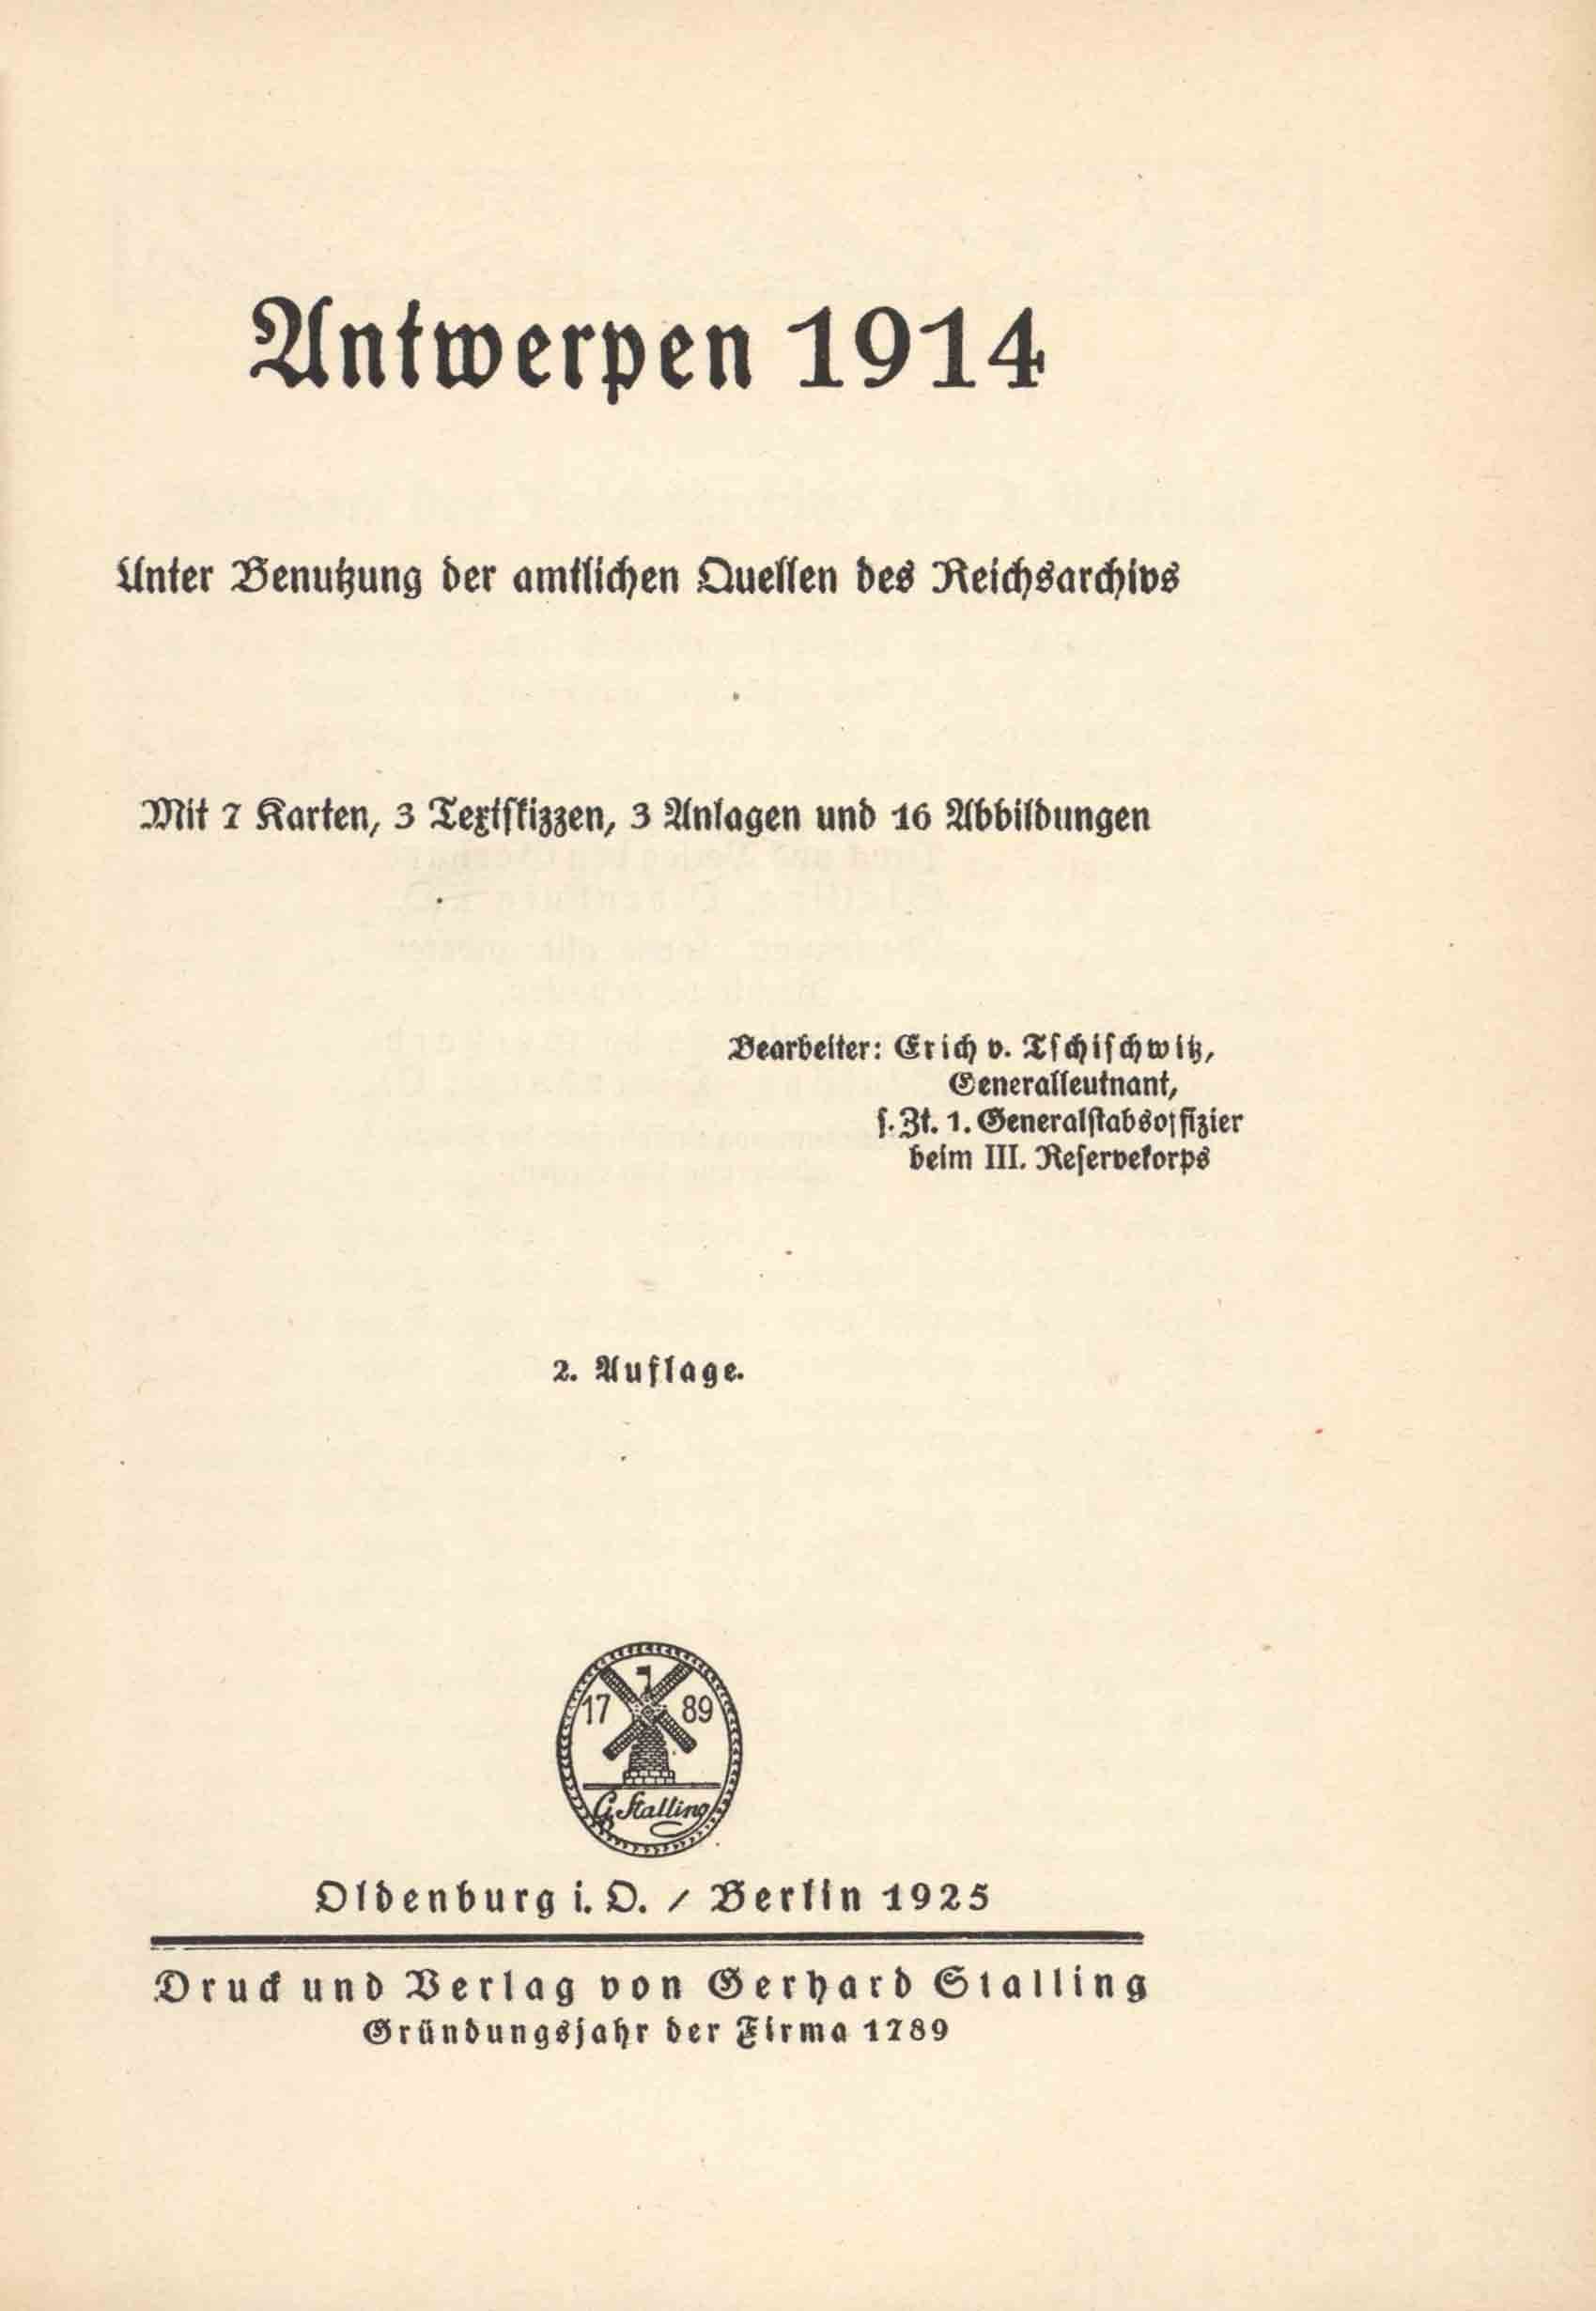 Antwerpen 1914
Unter Benutzung der amtlichen Quellen des Reichsarchivs
Mit 7 Karten, 3 Textskizzen, 3 Anlagen und 16 Abbildungen
Bearbeiter: Erich v. Tschischwitz,
Generalleutnant,
s. Zt. 1. Generalstabsoffizier
beim III. Reservekorps
2. Auflage.
17 89
G. Stalling
Oldenburg i. O. / Berlin 1925
Druck und Verlag von Gerhard Stalling
Gründungsjahr der Firma 1789